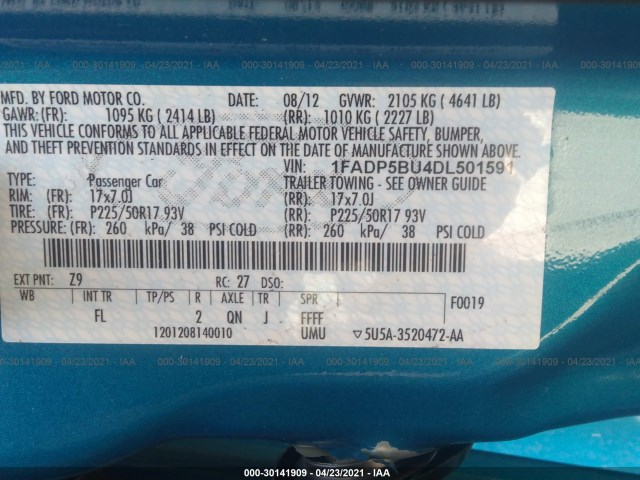 000-30141909 - 04/23/2021 - IAA
MFD. BY FORD MOTOR CO. DATE: 08/12 GVWR: 2105 KG ( 4641 LB)
GAWR: (FR): 1095 KG ( 2414 LB) (RR): 1010 KG ( 2227 LB)
THIS VEHICLE CONFORMS TO ALL APPLICABLE FEDERAL MOTOR VEHICLE SAFETY, BUMPER,
AND THEFT PREVENTION STANDARDS IN EFFECT ON THE DATE OF MANUFACTURE SHOWN ABOVE.
VIN: 1FADP5BU4DL501591
TYPE: Passenger Car TRAILER TOWING - SEE OWNER GUIDE
RIM: (FR): 17x7.0J (RR): 17x7.0J
TIRE: (FR): P225/50R17 93V (RR): P225/50R17 93V
PRESSURE: (FR): 260 kPa/ 38 PSI COLD (RR): 260 kPa/ 38 PSI COLD
EXT PNT: Z9 RC: 27 DSO:
WB INT TR TP/PS R AXLE TR SPR F0019
FL 2 QN J FFFF
1201208140010 UMU ▽5U5A-3520472-AA
000-30141909 - 04/23/2021 - IAA